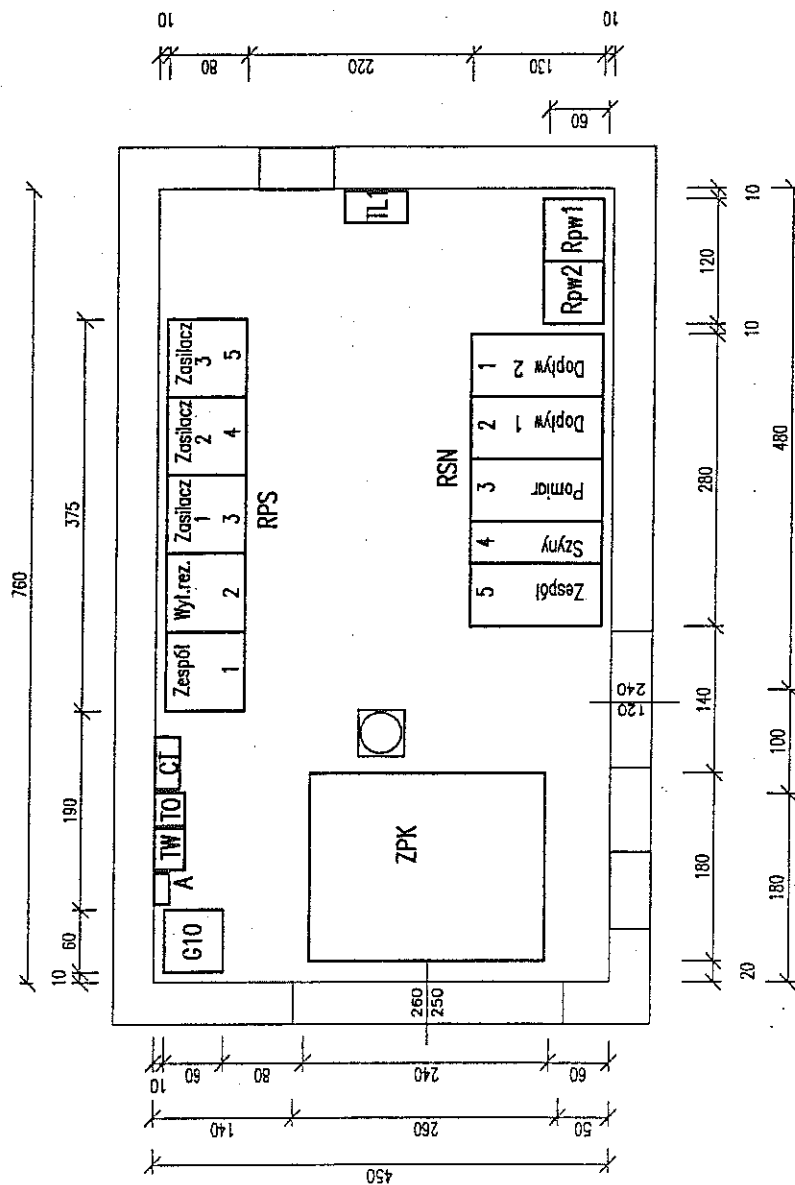 760
375
190
60
10
10
80
220
130
10
60
Zespół
1
Wył.rez.
2
Zasilacz
1
3
Zasilacz
2
4
Zasilacz
3
5
RPS
CT
TO
TW
A
G10
TL1
ZPK
RSN
5
Zespół
4
Szyny
3
Pomiar
2
Dopływ 1
1
Dopływ 2
Rpw2
Rpw1
260
250
120
240
10
60
80
240
60
140
260
50
450
180
140
280
120
20
180
100
480
10
10